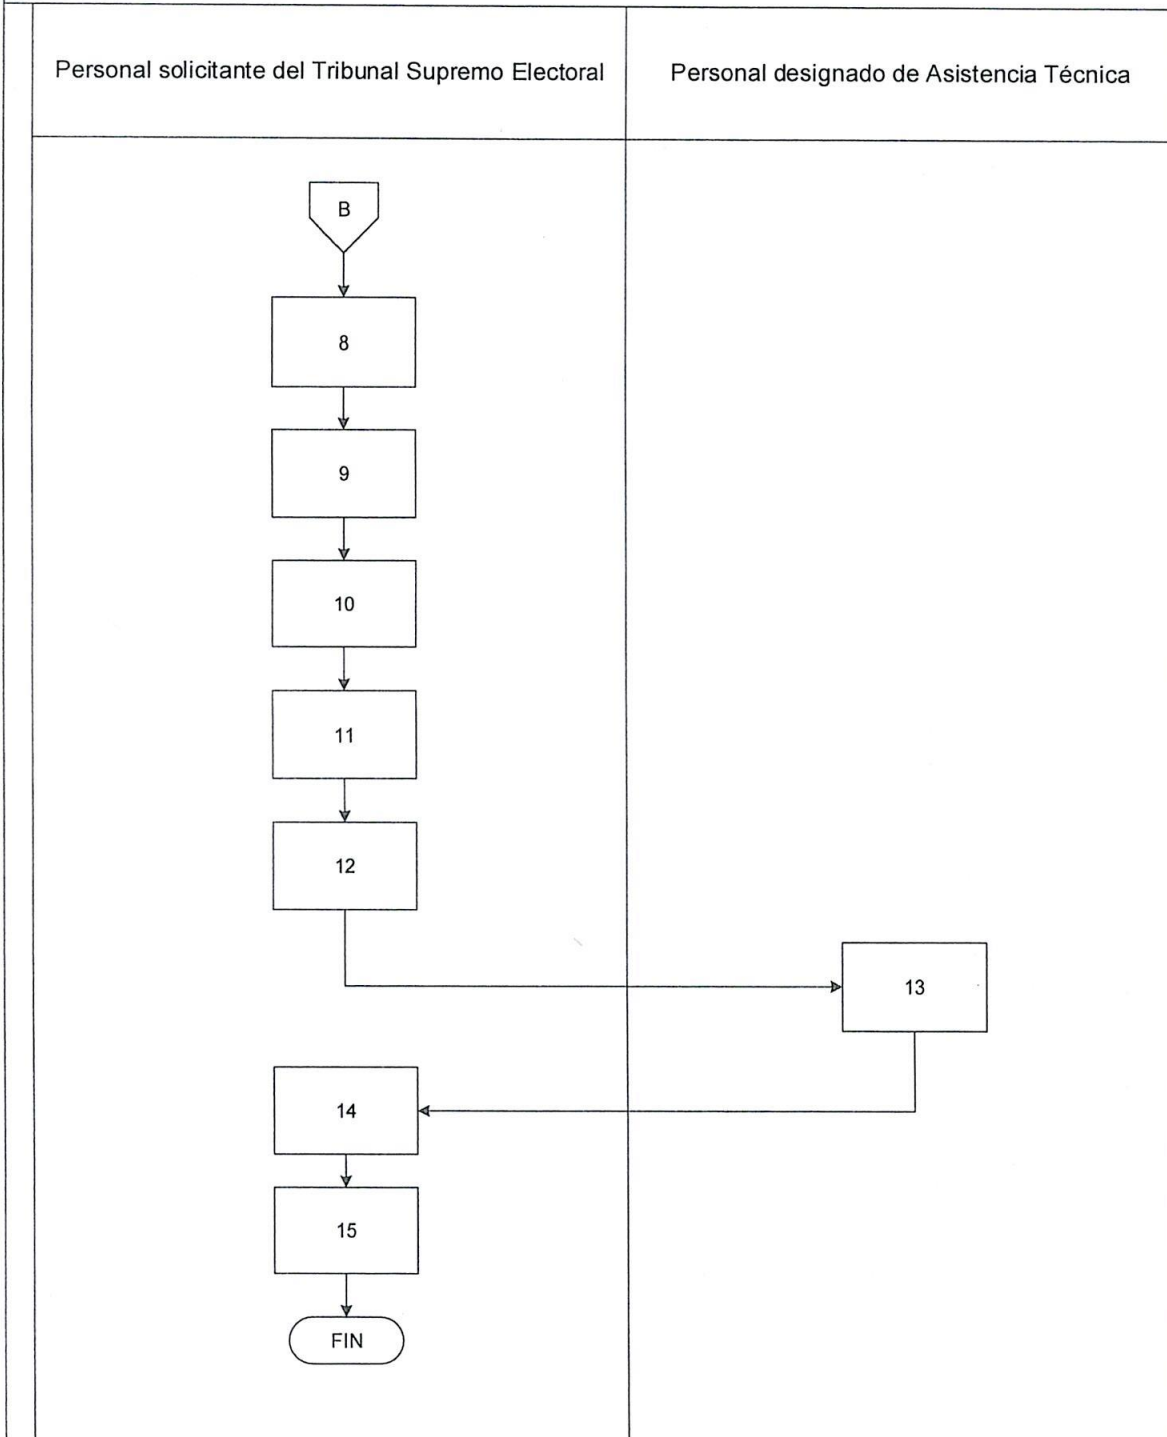 Personal solicitante del Tribunal Supremo Electoral
Personal designado de Asistencia Técnica
B
8
9
10
11
12
13
14
15
FIN